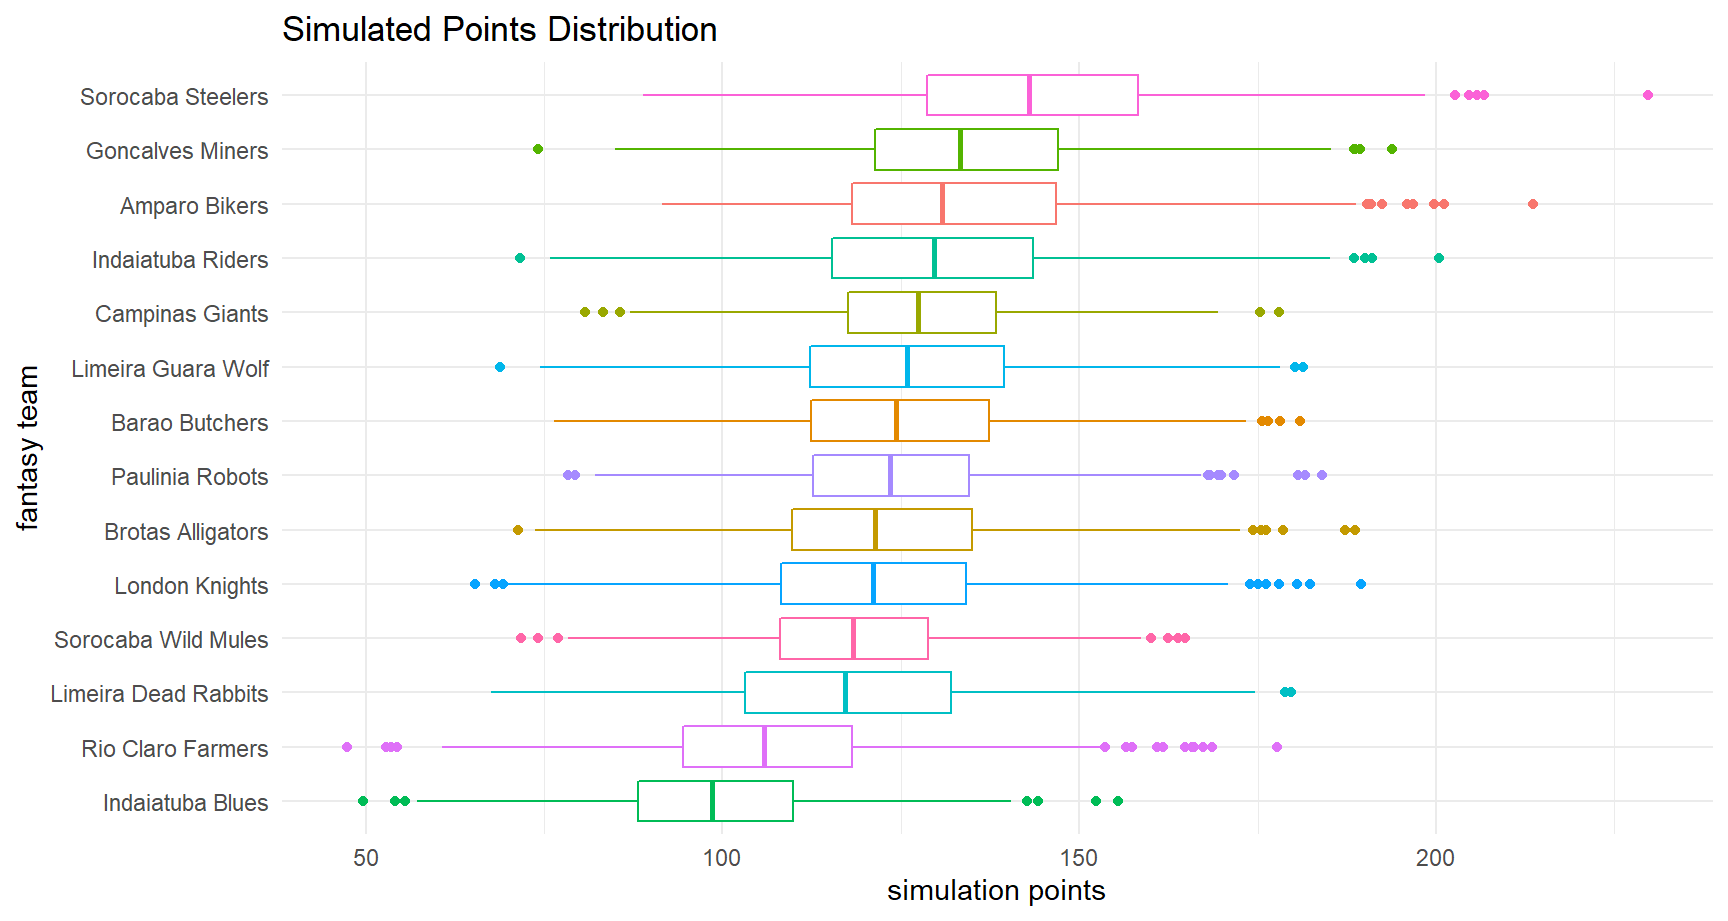 Simulated Points Distribution
Sorocaba Steelers
Goncalves Miners
Amparo Bikers
Indaiatuba Riders
Campinas Giants
Limeira Guara Wolf
Barao Butchers
Paulinia Robots
Brotas Alligators
London Knights
Sorocaba Wild Mules
Limeira Dead Rabbits
Rio Claro Farmers
Indaiatuba Blues
fantasy team
50 100 150 200
simulation points